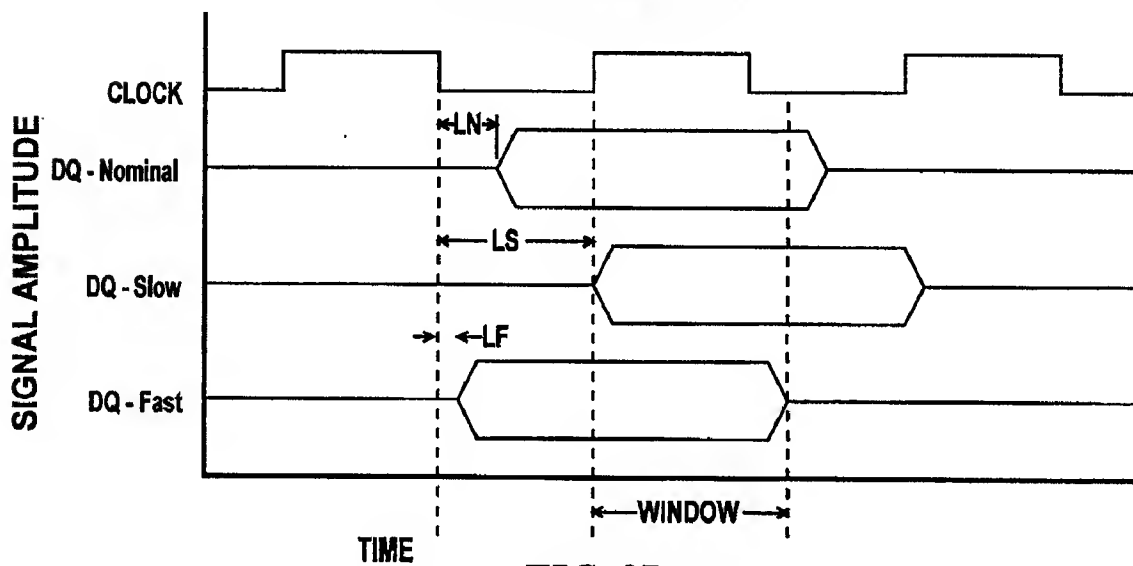 SIGNAL AMPLITUDE
CLOCK
LN
DQ - Nominal
LS
DQ - Slow
LF
DQ - Fast
WINDOW
TIME